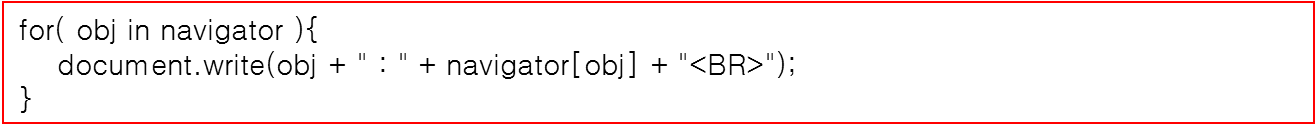 for( obj in navigator ){
    document.write(obj + " : " + navigator[obj] + "<BR>");
}